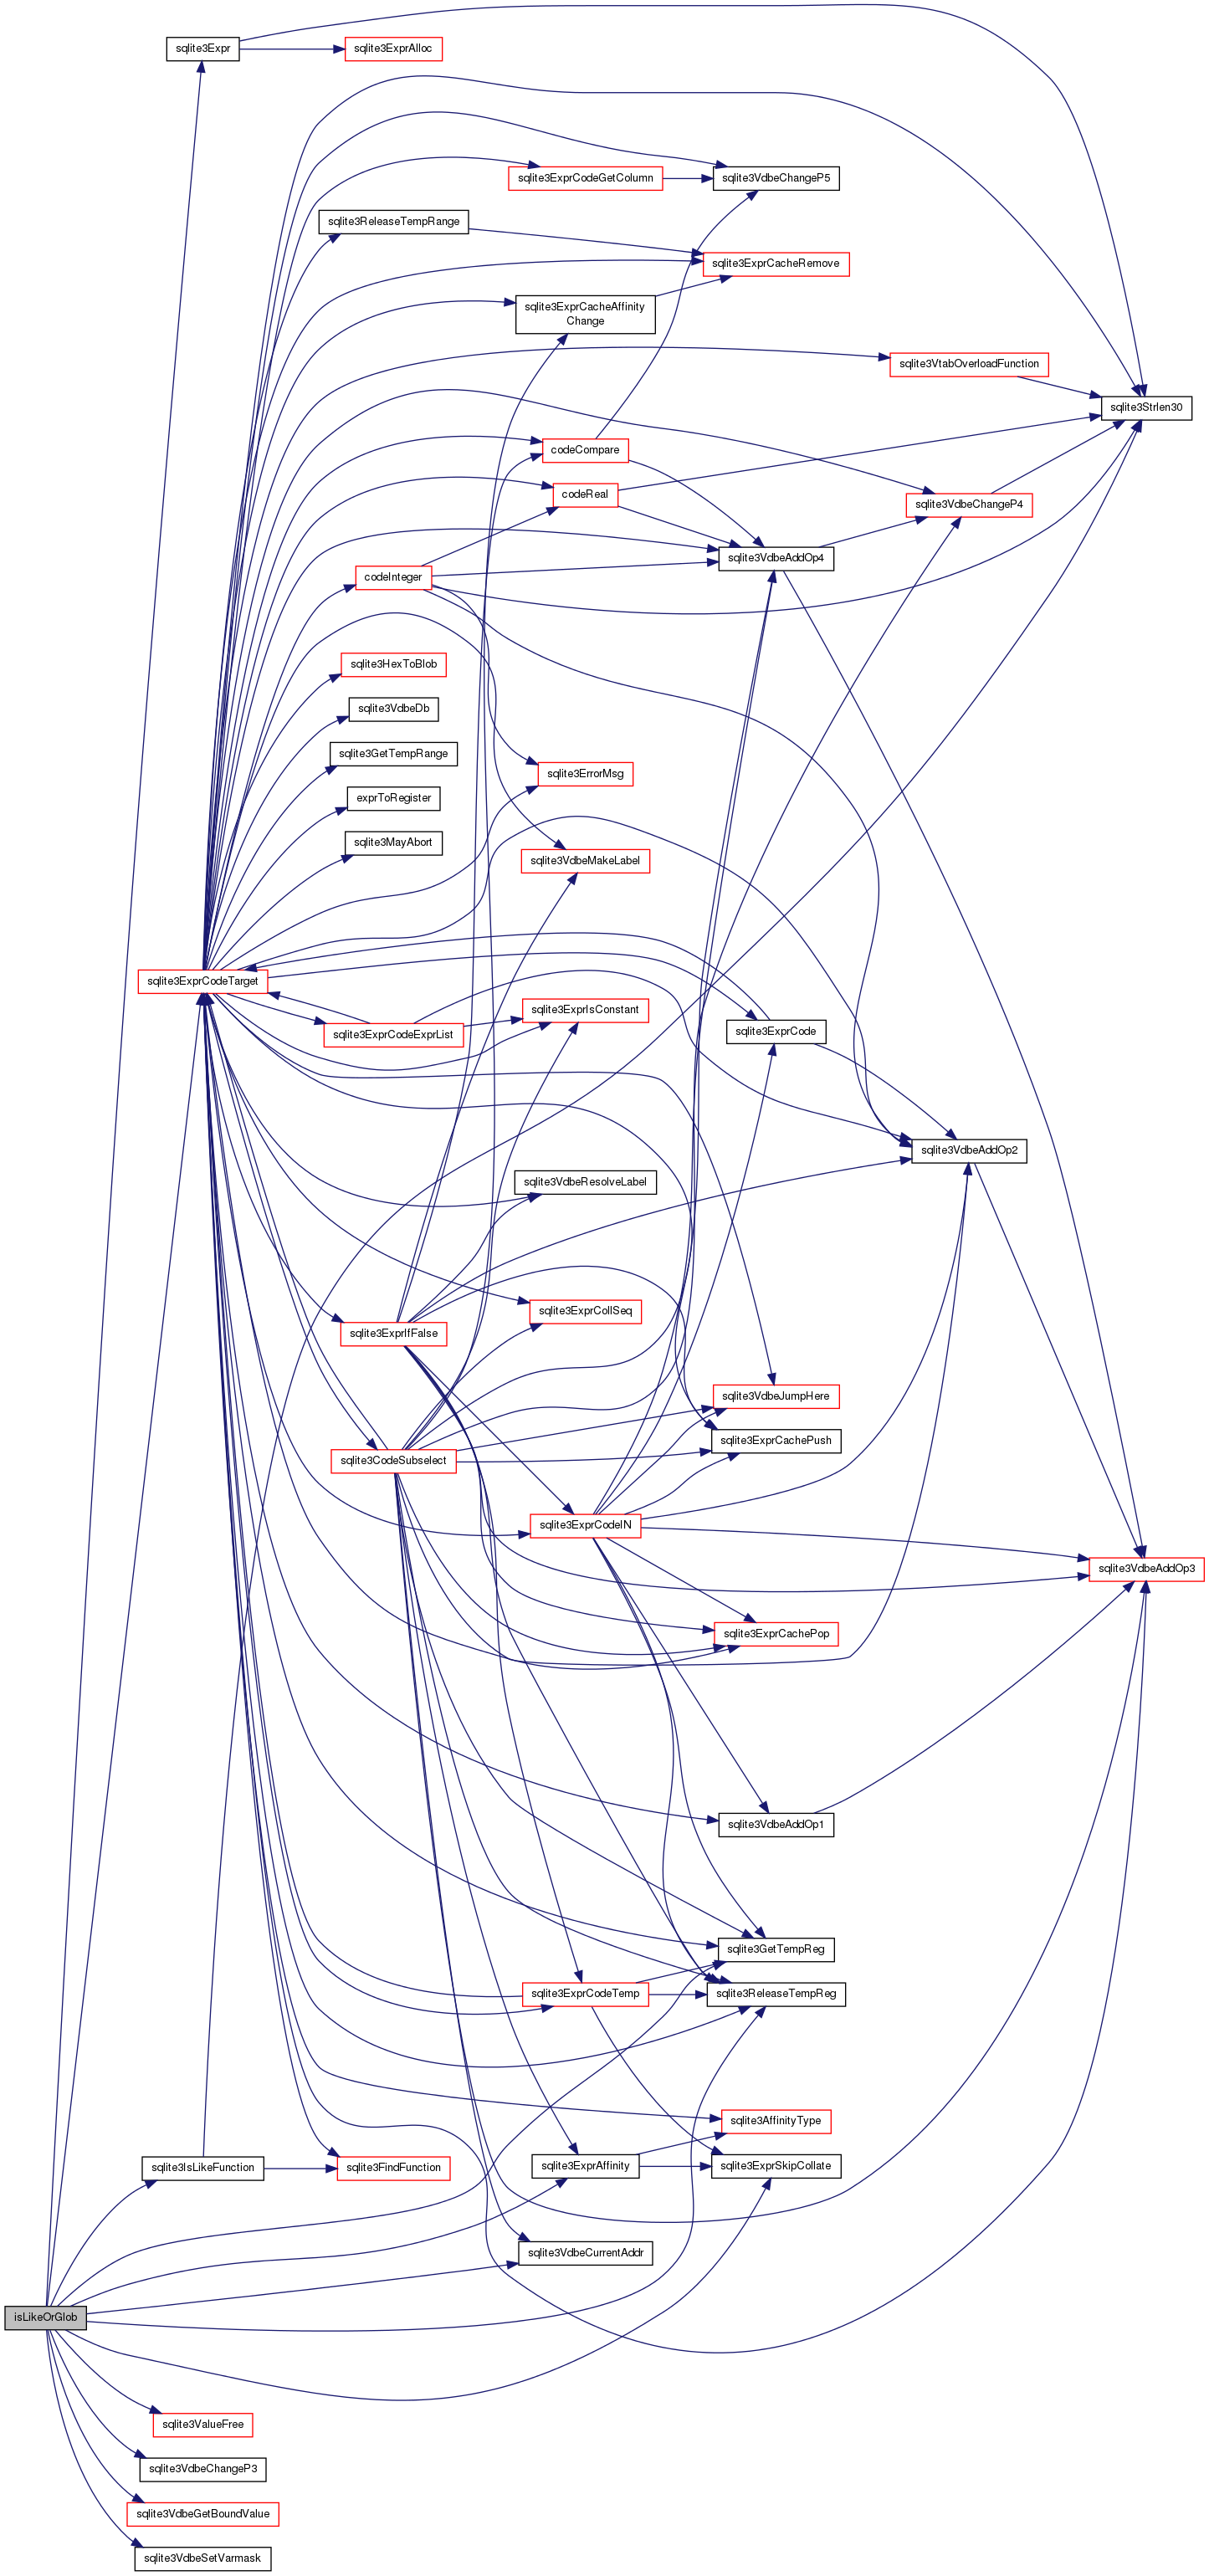 sqlite3Expr
sqlite3ExprAlloc
sqlite3ExprCodeGetColumn
sqlite3VdbeChangeP5
sqlite3ReleaseTempRange
sqlite3ExprCacheRemove
sqlite3ExprCacheAffinity
Change
sqlite3VtabOverloadFunction
sqlite3Strlen30
codeCompare
codeReal
sqlite3VdbeChangeP4
sqlite3VdbeAddOp4
codeInteger
sqlite3HexToBlob
sqlite3VdbeDb
sqlite3GetTempRange
sqlite3ErrorMsg
exprToRegister
sqlite3MayAbort
sqlite3VdbeMakeLabel
sqlite3ExprCodeTarget
sqlite3ExprIsConstant
sqlite3ExprCodeExprList
sqlite3ExprCode
sqlite3VdbeAddOp2
sqlite3VdbeResolveLabel
sqlite3ExprCollSeq
sqlite3ExprIfFalse
sqlite3VdbeJumpHere
sqlite3ExprCachePush
sqlite3CodeSubselect
sqlite3ExprCodeIN
sqlite3VdbeAddOp3
sqlite3ExprCachePop
sqlite3VdbeAddOp1
sqlite3GetTempReg
sqlite3ExprCodeTemp
sqlite3ReleaseTempReg
sqlite3AffinityType
sqlite3IsLikeFunction
sqlite3FindFunction
sqlite3ExprAffinity
sqlite3ExprSkipCollate
sqlite3VdbeCurrentAddr
isLikeOrGlob
sqlite3ValueFree
sqlite3VdbeChangeP3
sqlite3VdbeGetBoundValue
sqlite3VdbeSetVarmask